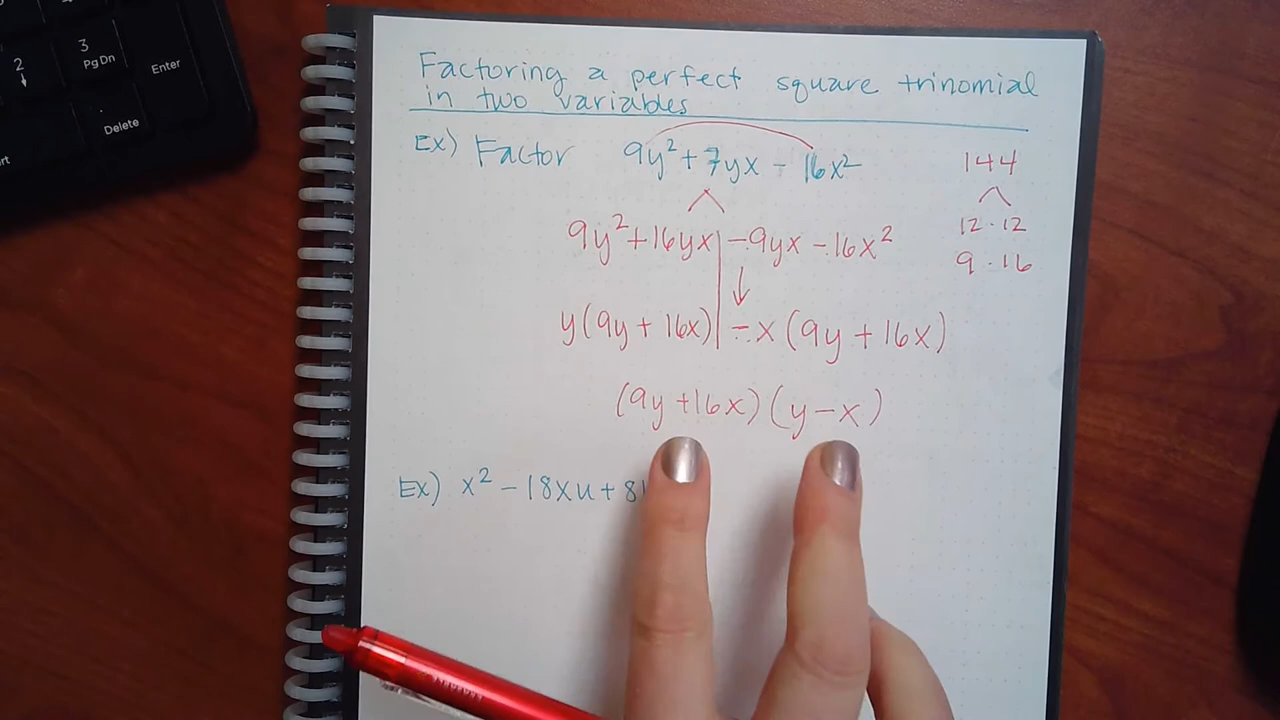 2
↓
3
PgDn
Enter
Delete
Factoring a perfect square trinomial
in two variables
Ex) Factor 9y² + 7yx - 16x²
144
12 · 12
9 · 16
9y² + 16yx | - 9yx - 16x²
↓
y(9y + 16x) | - x(9y + 16x)
(9y + 16x)(y - x)
Ex) x² - 18xu + 8